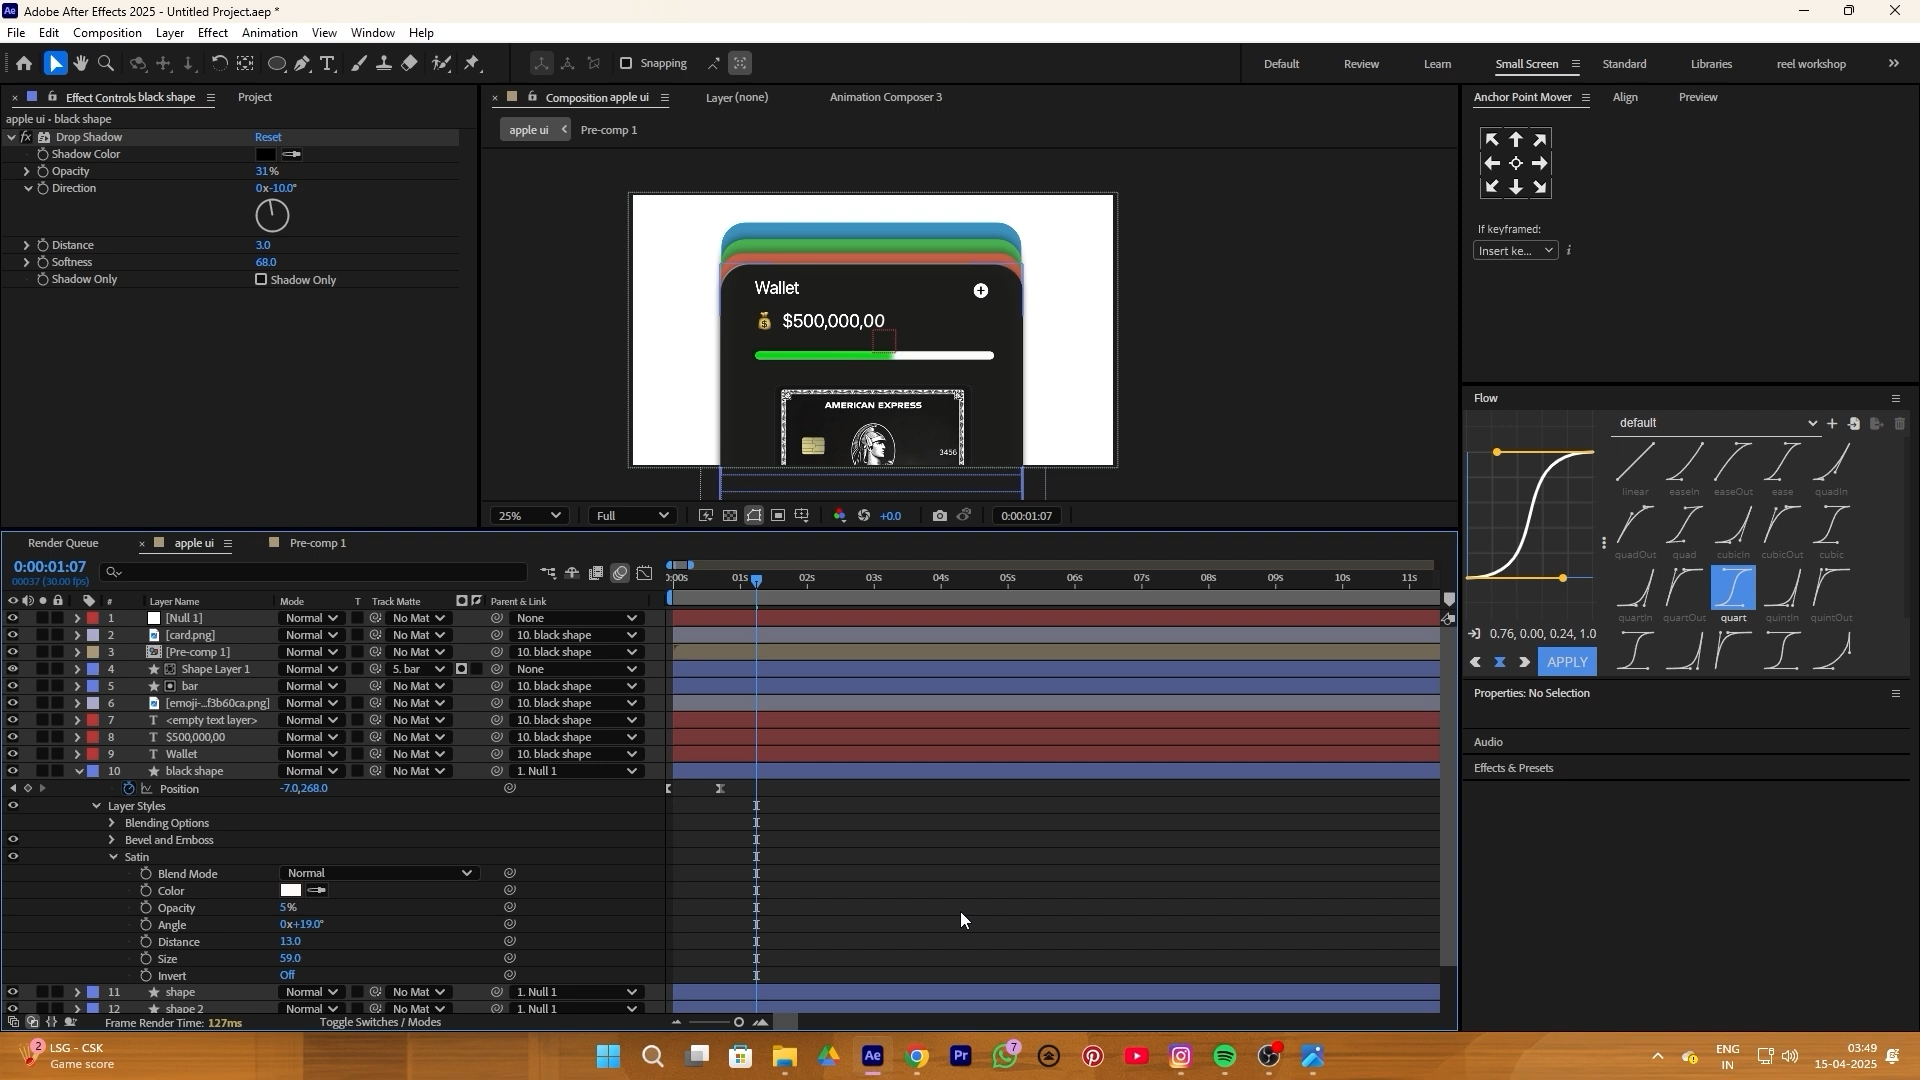 Adobe After Effects 2025 - Untitled Project.aep *
File Edit Composition Layer Effect Animation View Window Help
Snapping
Default Review Learn Small Screen Standard Libraries reel workshop
Effect Controls black shape Project
apple ui - black shape
fx Drop Shadow Reset
Shadow Color
Opacity 31%
Direction 0x-10.0°
Distance 3.0
Softness 68.0
Shadow Only Shadow Only
Composition apple ui Layer (none) Animation Composer 3
apple ui Pre-comp 1
Wallet
$500,000,00
AMERICAN EXPRESS
3456
25% Full +0.0 0:00:01:07
Anchor Point Mover Align Preview
If keyframed:
Insert ke...
Flow
default
linear easeIn easeOut ease quadIn
quadOut quad cubicIn cubicOut cubic
quartIn quartOut quart quintIn quintOut
0.76, 0.00, 0.24, 1.0
APPLY
Properties: No Selection
Audio
Effects & Presets
Render Queue apple ui Pre-comp 1
0:00:01:07
00037 (30.00 fps)
):00s 01s 02s 03s 04s 05s 06s 07s 08s 09s 10s 11s
# Layer Name Mode T Track Matte Parent & Link
1 [Null 1] Normal No Mat None
2 [card.png] Normal No Mat 10. black shape
3 [Pre-comp 1] Normal No Mat 10. black shape
4 Shape Layer 1 Normal 5. bar None
5 bar Normal No Mat 10. black shape
6 [emoji-...f3b60ca.png] Normal No Mat 10. black shape
7 T <empty text layer> Normal No Mat 10. black shape
8 T $500,000,00 Normal No Mat 10. black shape
9 T Wallet Normal No Mat 10. black shape
10 black shape Normal No Mat 1. Null 1
Position -7.0,268.0
Layer Styles
Blending Options
Bevel and Emboss
Satin
Blend Mode Normal
Color
Opacity 5%
Angle 0x+19.0°
Distance 13.0
Size 59.0
Invert Off
11 shape Normal No Mat 1. Null 1
12 shape 2 Normal No Mat 1. Null 1
Frame Render Time: 127ms Toggle Switches / Modes
2 LSG - CSK
Game score
Ae Pr 7
ENG
IN
03:49
15-04-2025